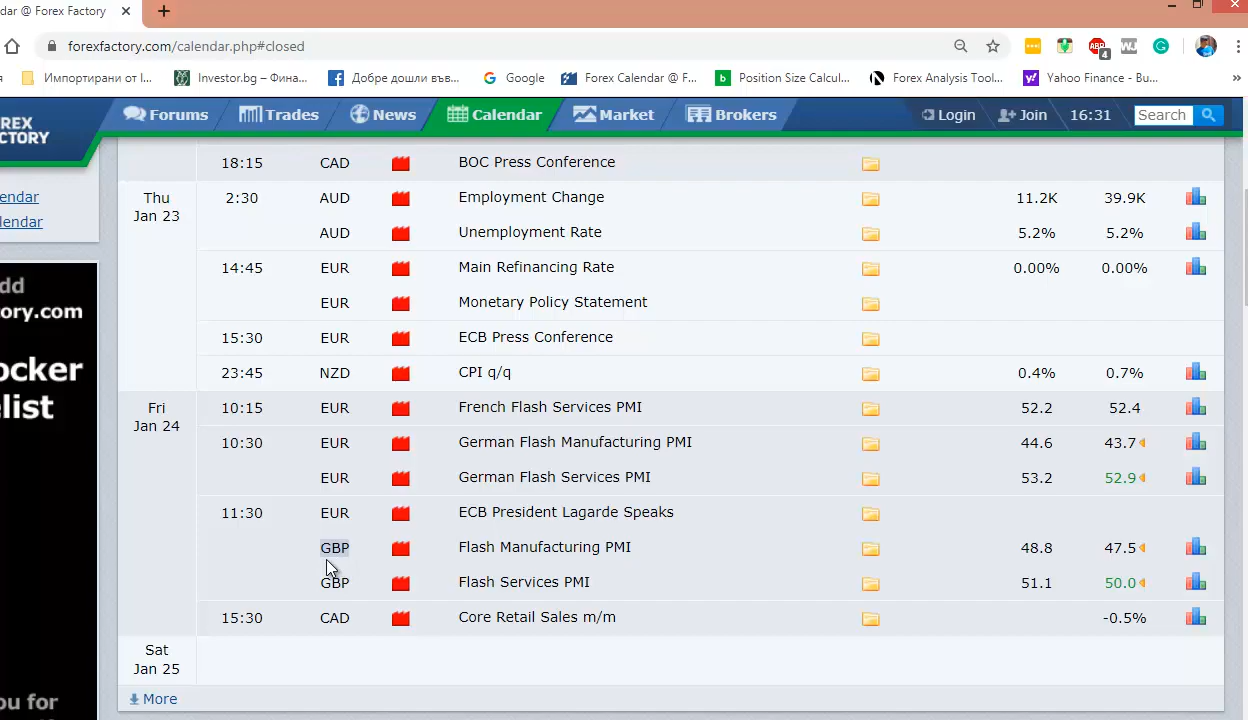 dar @ Forex Factory
forexfactory.com/calendar.php#closed
4
Импортирани от I...
Investor.bg – Фина...
Добре дошли във...
Google
Forex Calendar @ F...
Position Size Calcul...
Forex Analysis Tool...
Yahoo Finance - Bu...
REX
CTORY
Forums
Trades
News
Calendar
Market
Brokers
Login
Join
16:31
Search
endar
lendar
dd
ory.com
ocker
list
ou for
18:15 CAD BOC Press Conference
Thu Jan 23 2:30 AUD Employment Change 11.2K 39.9K
AUD Unemployment Rate 5.2% 5.2%
14:45 EUR Main Refinancing Rate 0.00% 0.00%
EUR Monetary Policy Statement
15:30 EUR ECB Press Conference
23:45 NZD CPI q/q 0.4% 0.7%
Fri Jan 24 10:15 EUR French Flash Services PMI 52.2 52.4
10:30 EUR German Flash Manufacturing PMI 44.6 43.7
EUR German Flash Services PMI 53.2 52.9
11:30 EUR ECB President Lagarde Speaks
GBP Flash Manufacturing PMI 48.8 47.5
GBP Flash Services PMI 51.1 50.0
15:30 CAD Core Retail Sales m/m -0.5%
Sat Jan 25
More